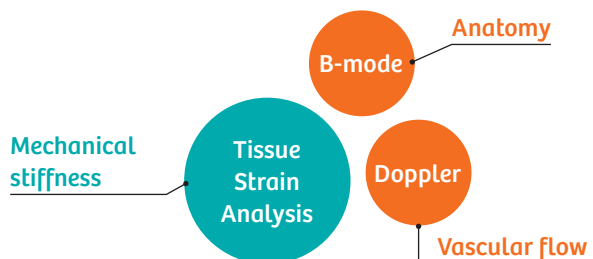 Anatomy
B-mode
Mechanical
stiffness
Tissue
Strain
Analysis
Doppler
Vascular flow